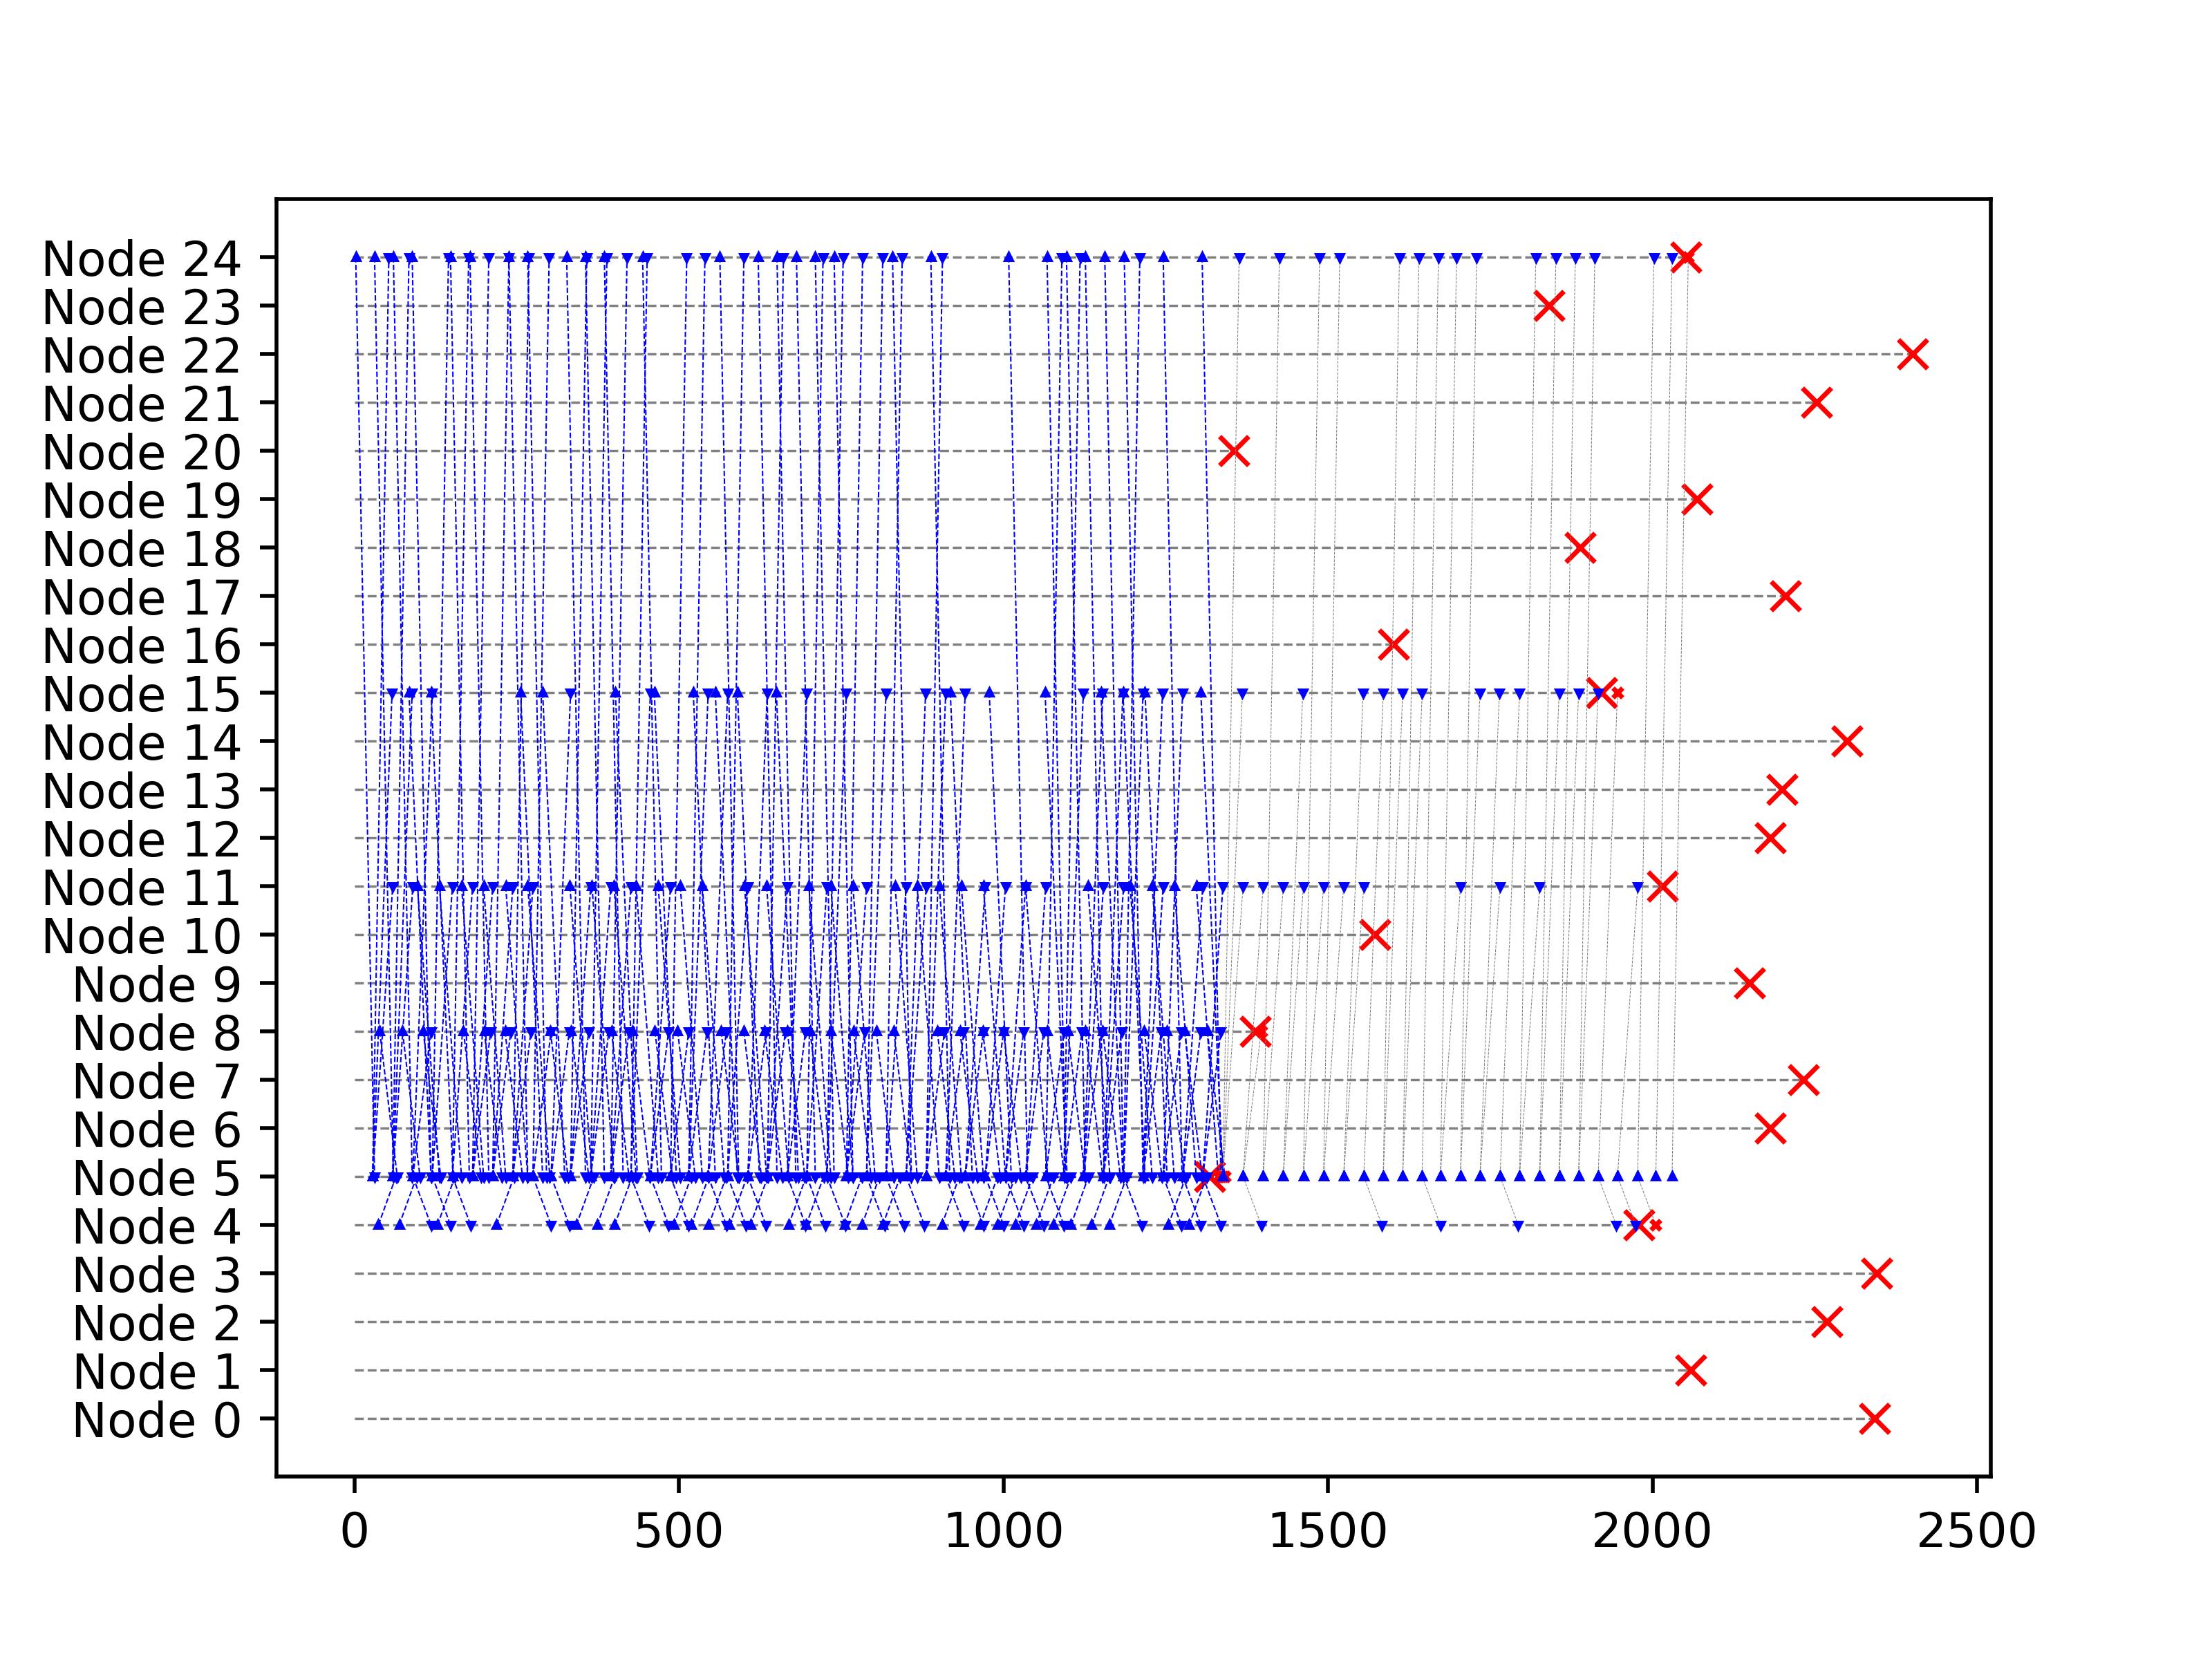 Node 24
Node 23
Node 22
Node 21
Node 20
Node 19
Node 18
Node 17
Node 16
Node 15
Node 14
Node 13
Node 12
Node 11
Node 10
Node 9
Node 8
Node 7
Node 6
Node 5
Node 4
Node 3
Node 2
Node 1
Node 0
0 500 1000 1500 2000 2500